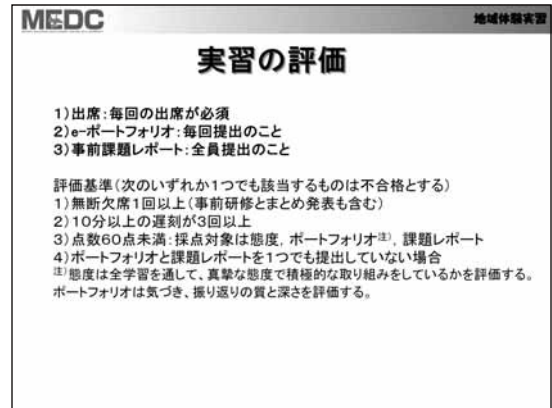 MEDC
地域体験実習
実習の評価
1)出席:毎回の出席が必須
2)e-ポートフォリオ:毎回提出のこと
3)事前課題レポート:全員提出のこと
評価基準(次のいずれか1つでも該当するものは不合格とする)
1)無断欠席1回以上(事前研修とまとめ発表も含む)
2)10分以上の遅刻が3回以上
3)点数60点未満:採点対象は態度, ポートフォリオ注), 課題レポート
4)ポートフォリオと課題レポートを1つでも提出していない場合
注)態度は全学習を通して、真摯な態度で積極的な取り組みをしているかを評価する。
ポートフォリオは気づき、振り返りの質と深さを評価する。